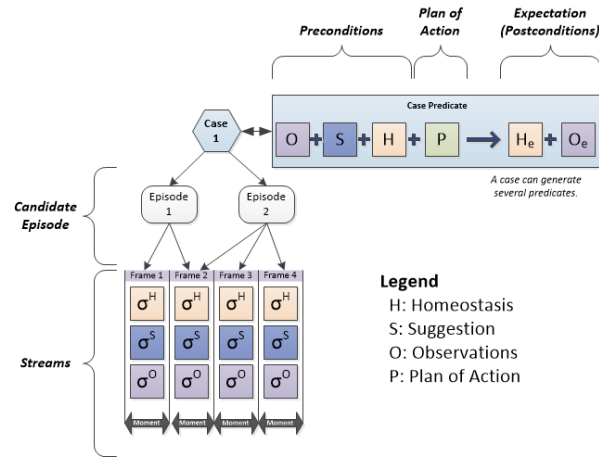 Preconditions
Plan of
Action
Expectation
(Postconditions)
Case Predicate
Case
1
O + S + H + P → Hₑ + Oₑ
A case can generate
several predicates.
Candidate
Episode
Episode
1
Episode
2
Frame 1 Frame 2 Frame 3 Frame 4
σᴴ σᴴ σᴴ σᴴ
σˢ σˢ σˢ σˢ
σᴼ σᴼ σᴼ σᴼ
Streams
Moment Moment Moment Moment
Legend
H: Homeostasis
S: Suggestion
O: Observations
P: Plan of Action